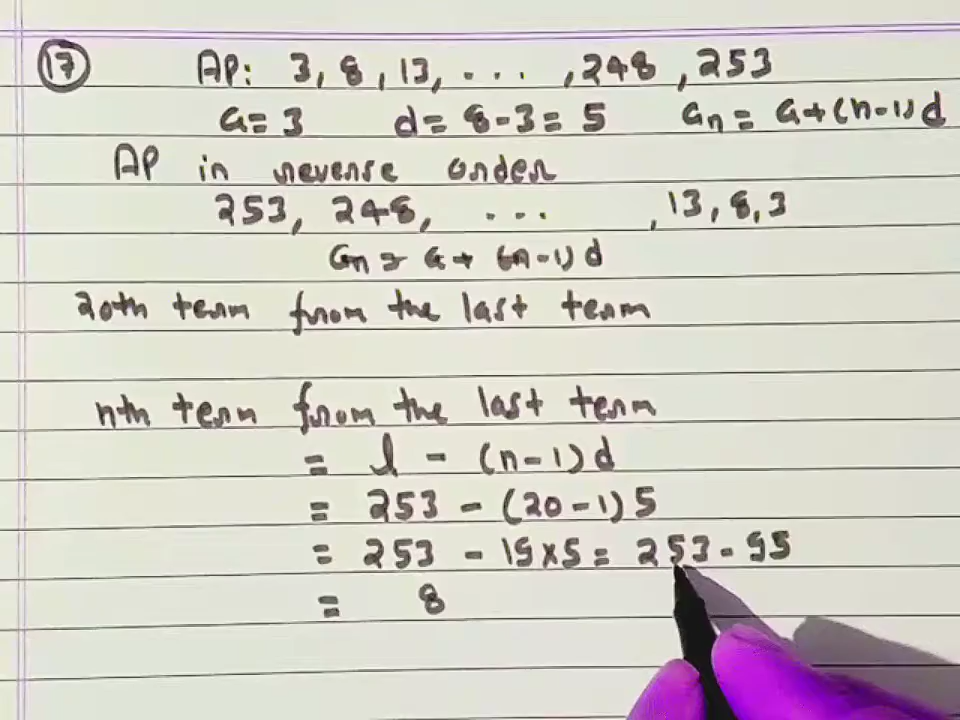 17 AP: 3, 8, 13, ... , 248, 253
a = 3 d = 8 - 3 = 5 an = a + (n-1)d
AP in reverse order
253, 248, ... , 13, 8, 3
an = a + (n-1)d
20th term from the last term
nth term from the last term
= l - (n-1)d
= 253 - (20-1)5
= 253 - 19×5 = 253 - 95
= 8